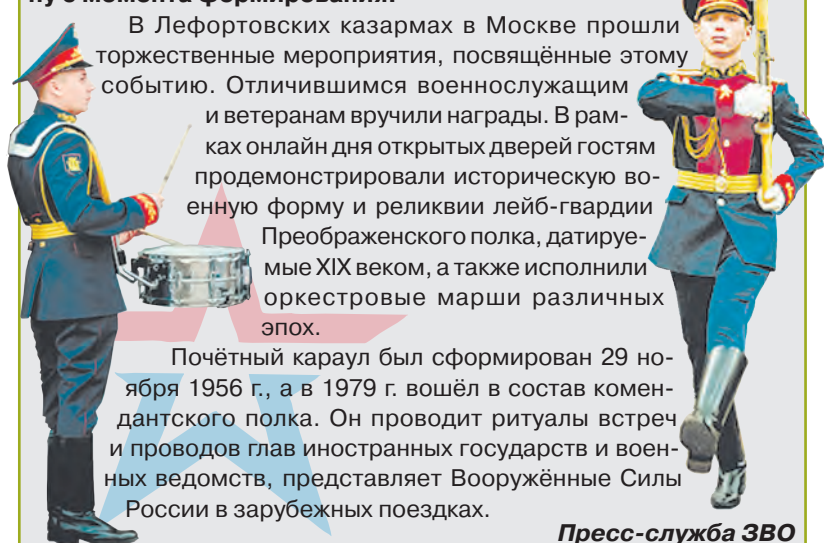 ну с момента формирования.
В Лефортовских казармах в Москве прошли
торжественные мероприятия, посвящённые этому
событию. Отличившимся военнослужащим
и ветеранам вручили награды. В рам-
ках онлайн дня открытых дверей гостям
продемонстрировали историческую во-
енную форму и реликвии лейб-гвардии
Преображенского полка, датируе-
мые XIX веком, а также исполнили
оркестровые марши различных
эпох.
Почётный караул был сформирован 29 но-
ября 1956 г., а в 1979 г. вошёл в состав комен-
дантского полка. Он проводит ритуалы встреч
и проводов глав иностранных государств и воен-
ных ведомств, представляет Вооружённые Силы
России в зарубежных поездках.
Пресс-служба ЗВО